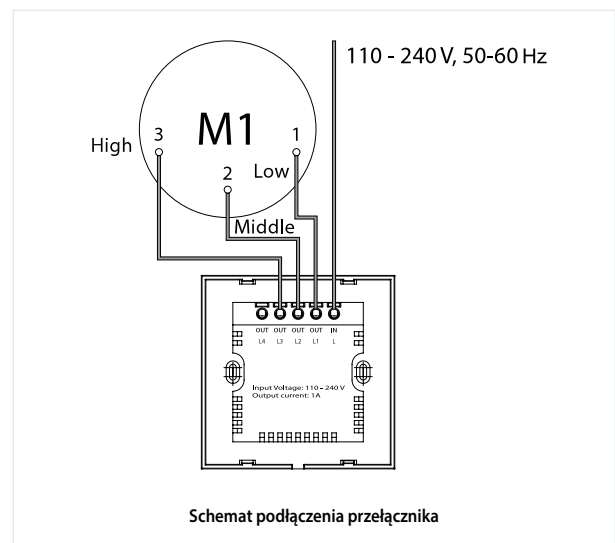 110 - 240 V, 50-60 Hz
M1
3
1
High
2
Low
Middle
OUT OUT OUT OUT IN
L4 L3 L2 L1 L
Input Voltage: 110 – 240 V
Output current: 1A
Schemat podłączenia przełącznika